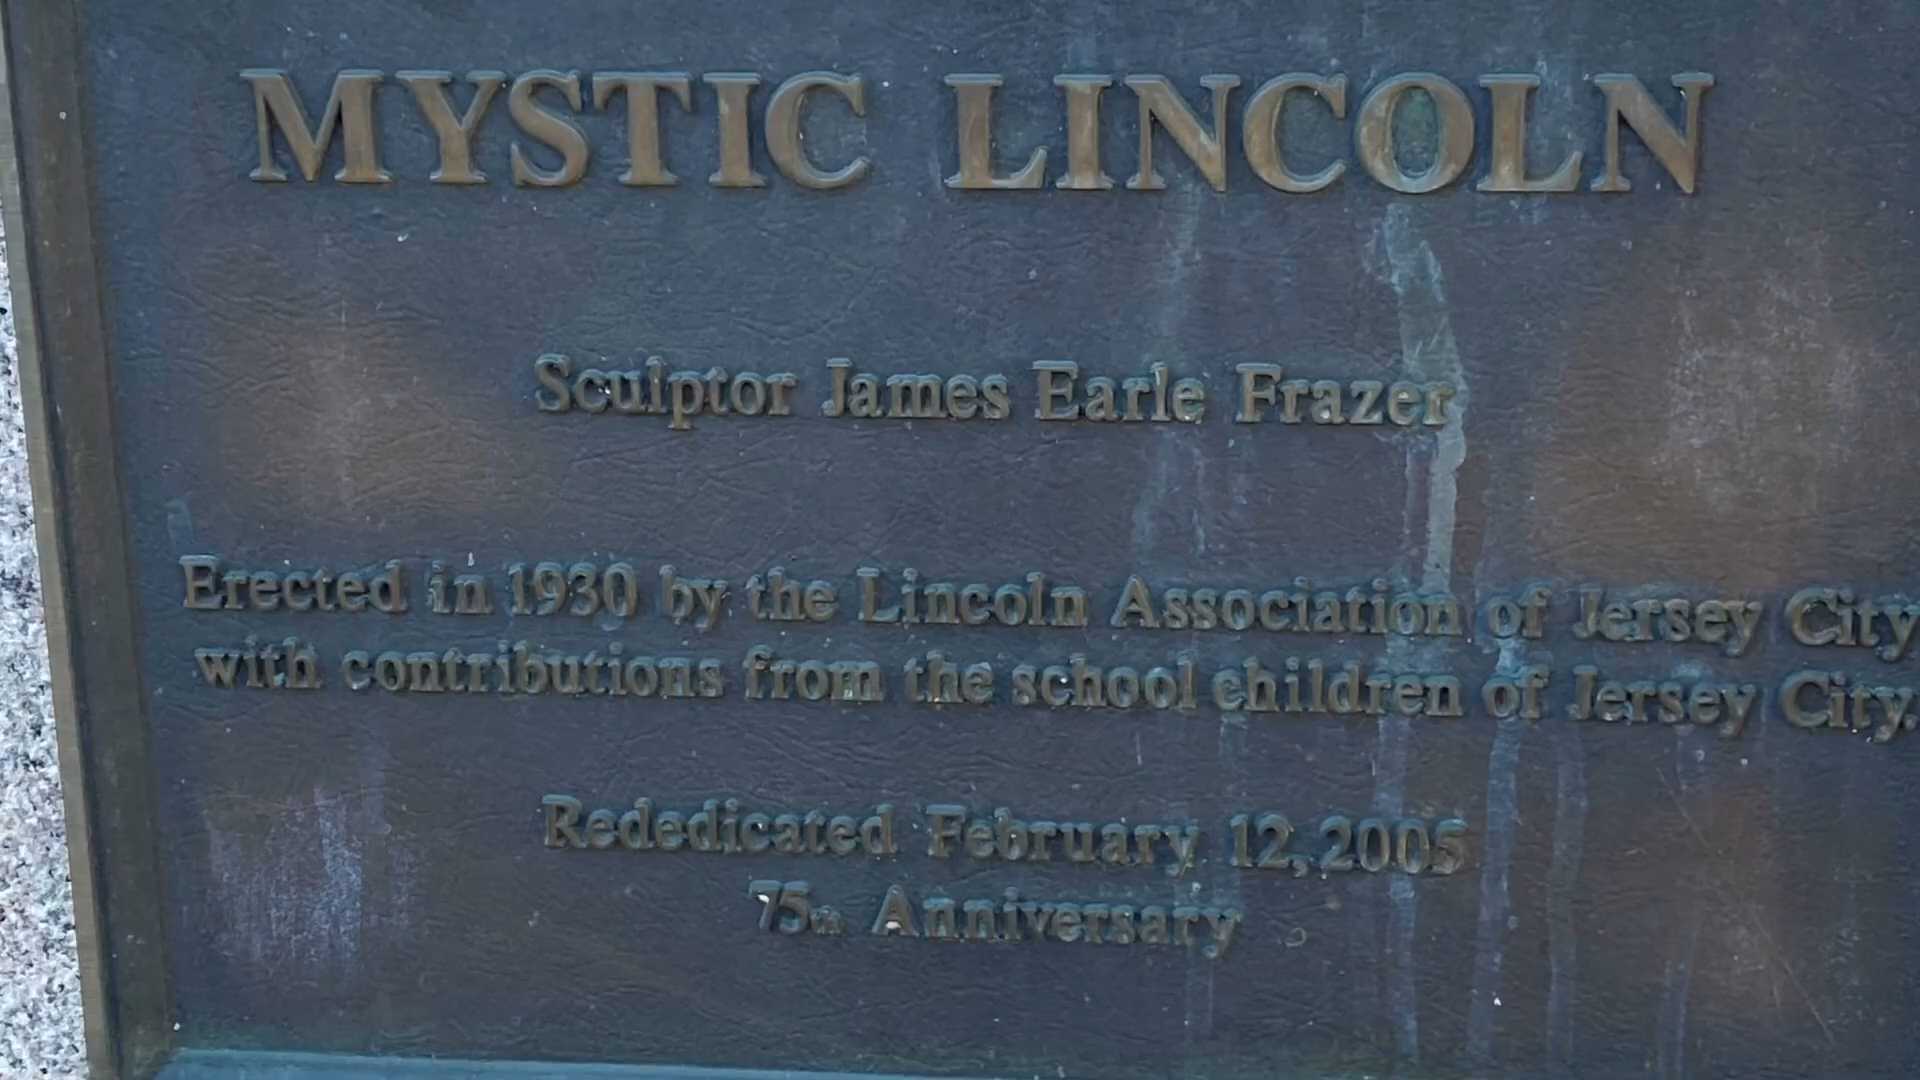 MYSTIC LINCOLN
Sculptor James Earle Frazer
Erected in 1930 by the Lincoln Association of Jersey City
with contributions from the school children of Jersey City.
Rededicated February 12, 2005
75th Anniversary